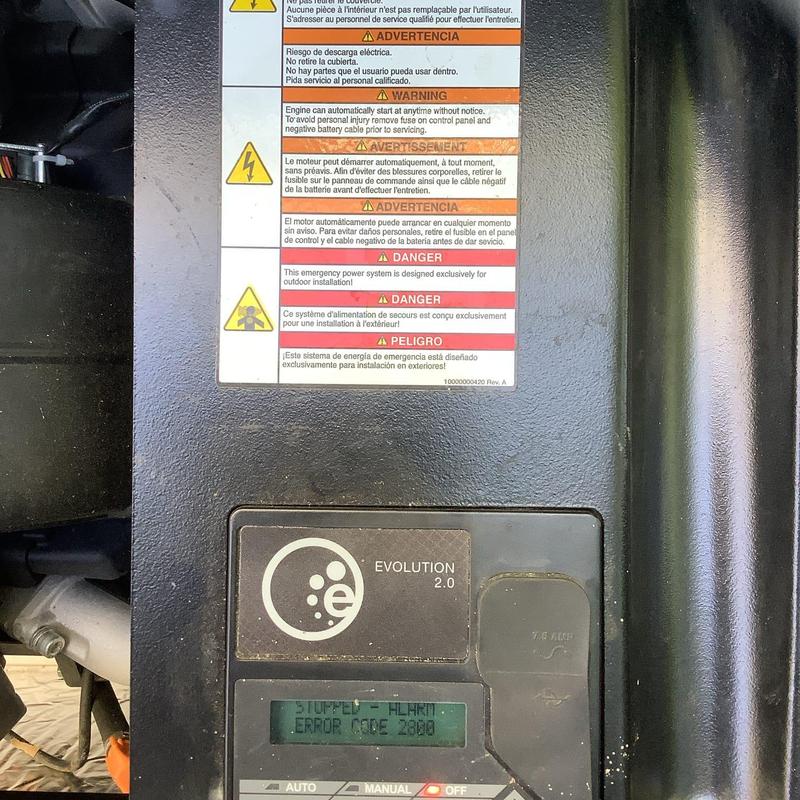 Ne pas retirer le couvercle.
Aucune pièce à l'intérieur n'est pas remplaçable par l'utilisateur.
S'adresser au personnel de service qualifié pour effectuer l'entretien.
ADVERTENCIA
Riesgo de descarga eléctrica.
No retire la cubierta.
No hay partes que el usuario pueda usar dentro.
Pida servicio al personal calificado.
WARNING
Engine can automatically start at anytime without notice.
To avoid personal injury remove fuse on control panel and
negative battery cable prior to servicing.
AVERTISSEMENT
Le moteur peut démarrer automatiquement, à tout moment,
sans préavis. Afin d'éviter des blessures corporelles, retirer le
fusible sur le panneau de commande ainsi que le câble négatif
de la batterie avant d'effectuer l'entretien.
ADVERTENCIA
El motor automáticamente puede arrancar en cualquier momento
sin aviso. Para evitar daños personales, retire el fusible en el panel
de control y el cable negativo de la batería antes de dar sevicio.
DANGER
This emergency power system is designed exclusively for
outdoor installation!
DANGER
Ce système d'alimentation de secours est conçu exclusivement
pour une installation à l'extérieur!
PELIGRO
¡Este sistema de energía de emergencia está diseñado
exclusivamente para instalación en exteriores!
10000000420 Rev. A
e
EVOLUTION
2.0
7.5 AMP
STOPPED - ALARM
ERROR CODE 2800
AUTO MANUAL OFF